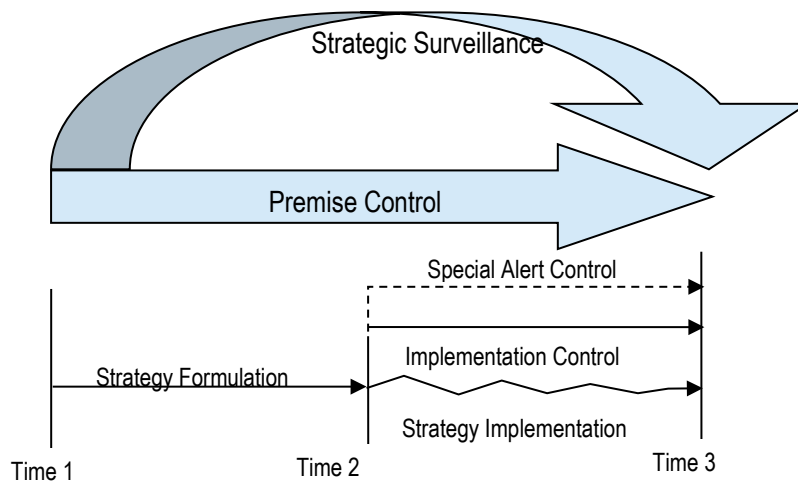 Strategic Surveillance
Premise Control
Special Alert Control
Implementation Control
Strategy Formulation
Strategy Implementation
Time 1
Time 2
Time 3